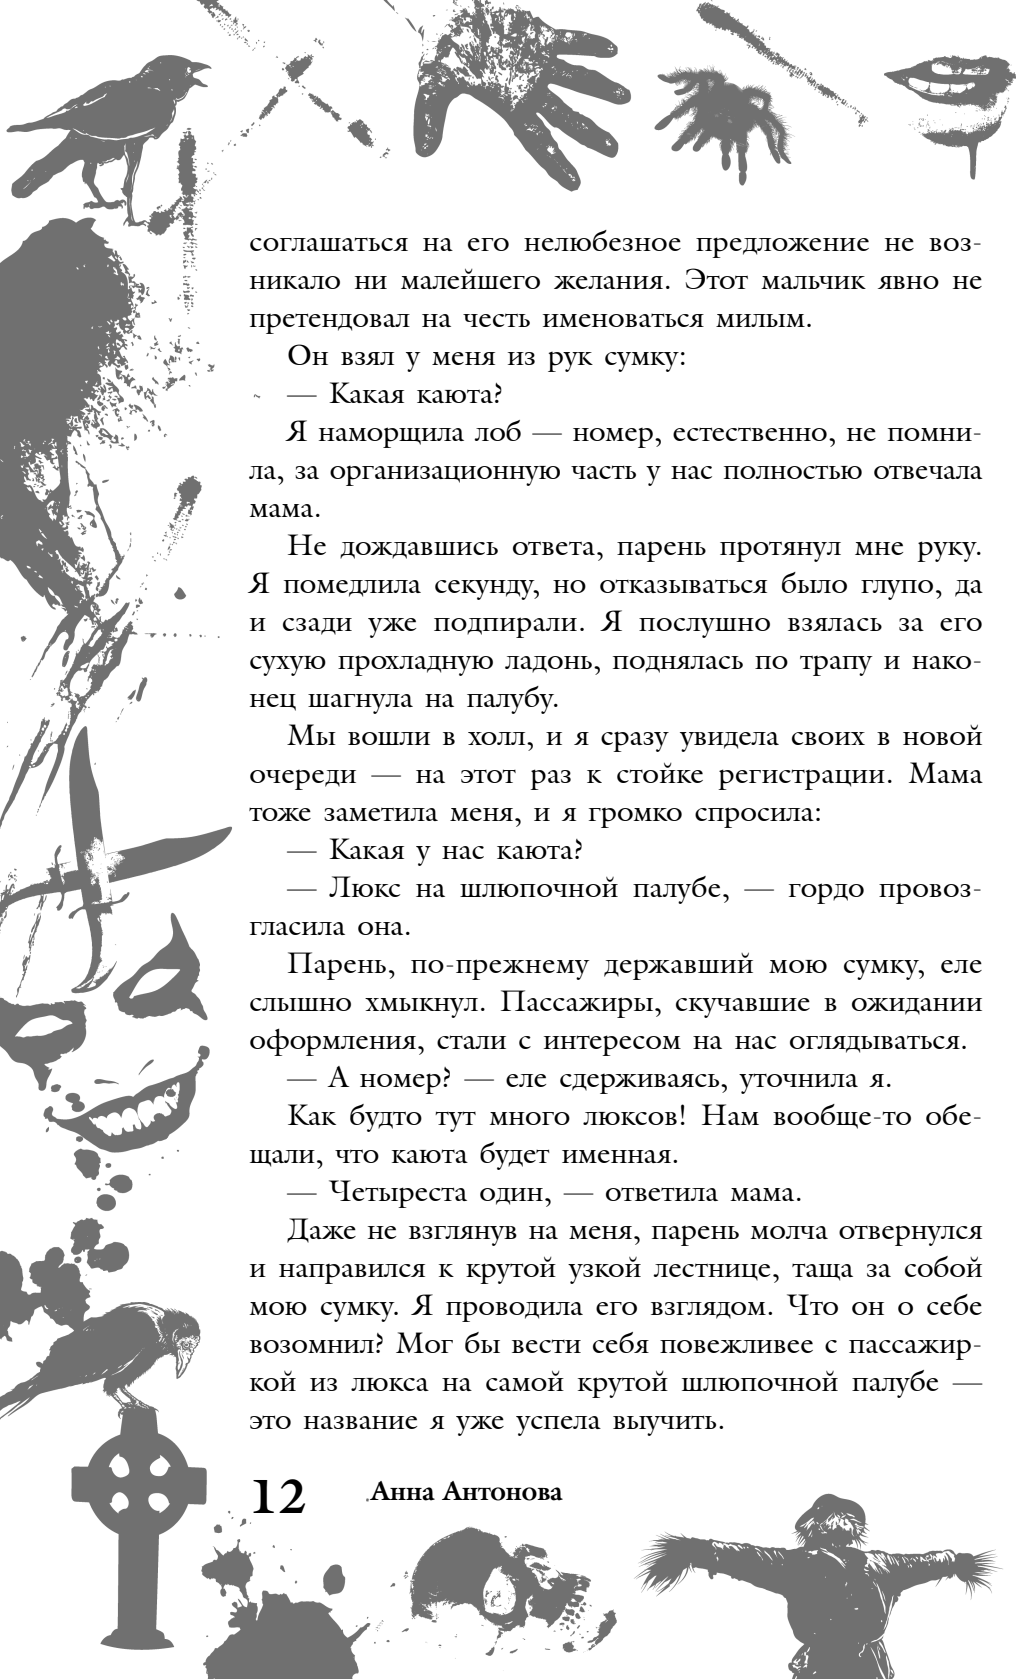 соглашаться на его нелюбезное предложение не воз-
никало ни малейшего желания. Этот мальчик явно не
претендовал на честь именоваться милым.
Он взял у меня из рук сумку:
— Какая каюта?
Я наморщила лоб — номер, естественно, не помни-
ла, за организационную часть у нас полностью отвечала
мама.
Не дождавшись ответа, парень протянул мне руку.
Я помедлила секунду, но отказываться было глупо, да
и сзади уже подпирали. Я послушно взялась за его
сухую прохладную ладонь, поднялась по трапу и нако-
нец шагнула на палубу.
Мы вошли в холл, и я сразу увидела своих в новой
очереди — на этот раз к стойке регистрации. Мама
тоже заметила меня, и я громко спросила:
— Какая у нас каюта?
— Люкс на шлюпочной палубе, — гордо провоз-
гласила она.
Парень, по-прежнему державший мою сумку, еле
слышно хмыкнул. Пассажиры, скучавшие в ожидании
оформления, стали с интересом на нас оглядываться.
— А номер? — еле сдерживаясь, уточнила я.
Как будто тут много люксов! Нам вообще-то обе-
щали, что каюта будет именная.
— Четыреста один, — ответила мама.
Даже не взглянув на меня, парень молча отвернулся
и направился к крутой узкой лестнице, таща за собой
мою сумку. Я проводила его взглядом. Что он о себе
возомнил? Мог бы вести себя повежливее с пассажир-
кой из люкса на самой крутой шлюпочной палубе —
это название я уже успела выучить.
12 Анна Антонова